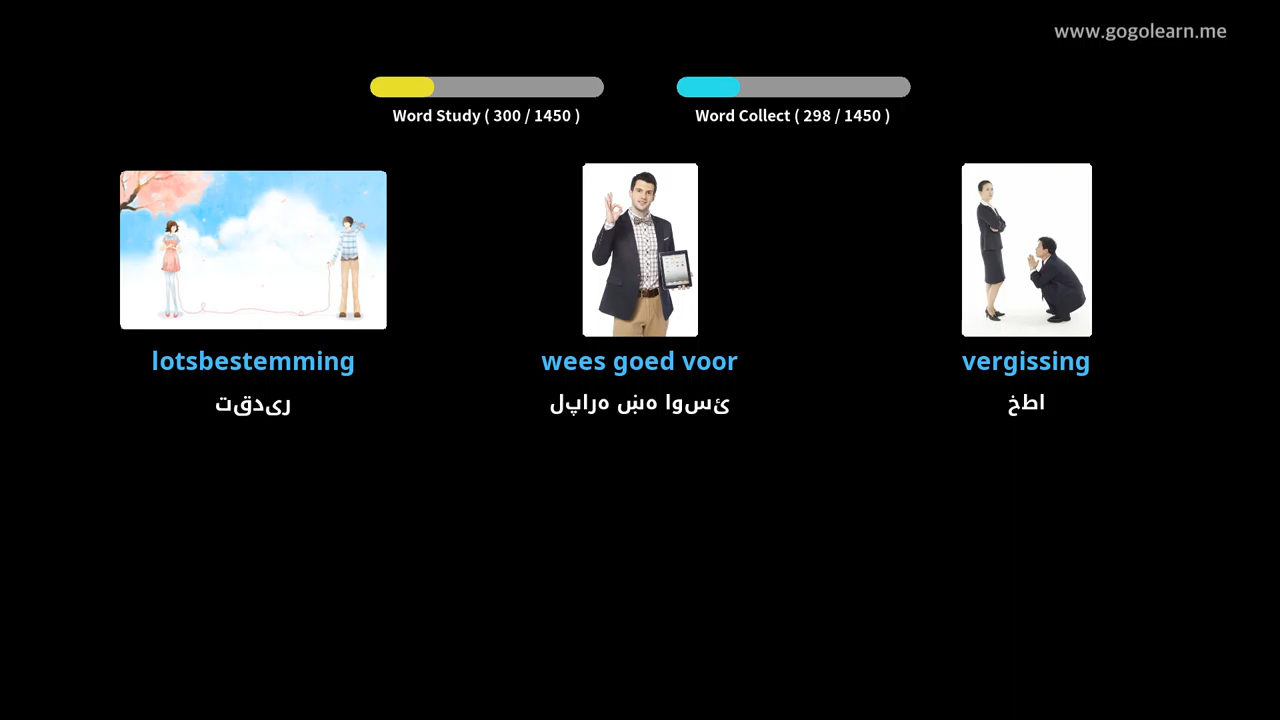 www.gogolearn.me
Word Study ( 300 / 1450 )
Word Collect ( 298 / 1450 )
lotsbestemming
ریدقت
wees goed voor
ئسوا هښ هراپل
vergissing
اطخ